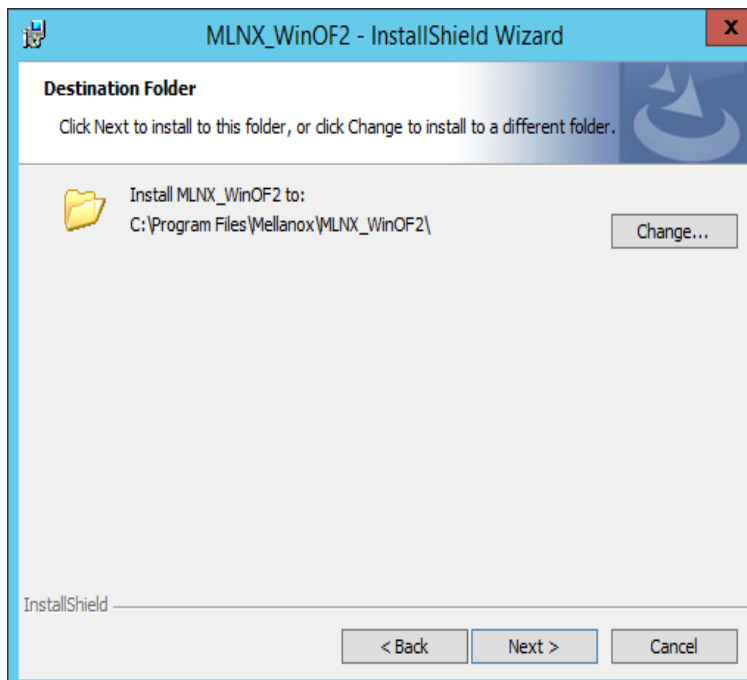 MLNX_WinOF2 - InstallShield Wizard
x
Destination Folder
Click Next to install to this folder, or click Change to install to a different folder.
Install MLNX_WinOF2 to:
C:\Program Files\Mellanox\MLNX_WinOF2\
Change...
InstallShield
< Back
Next >
Cancel